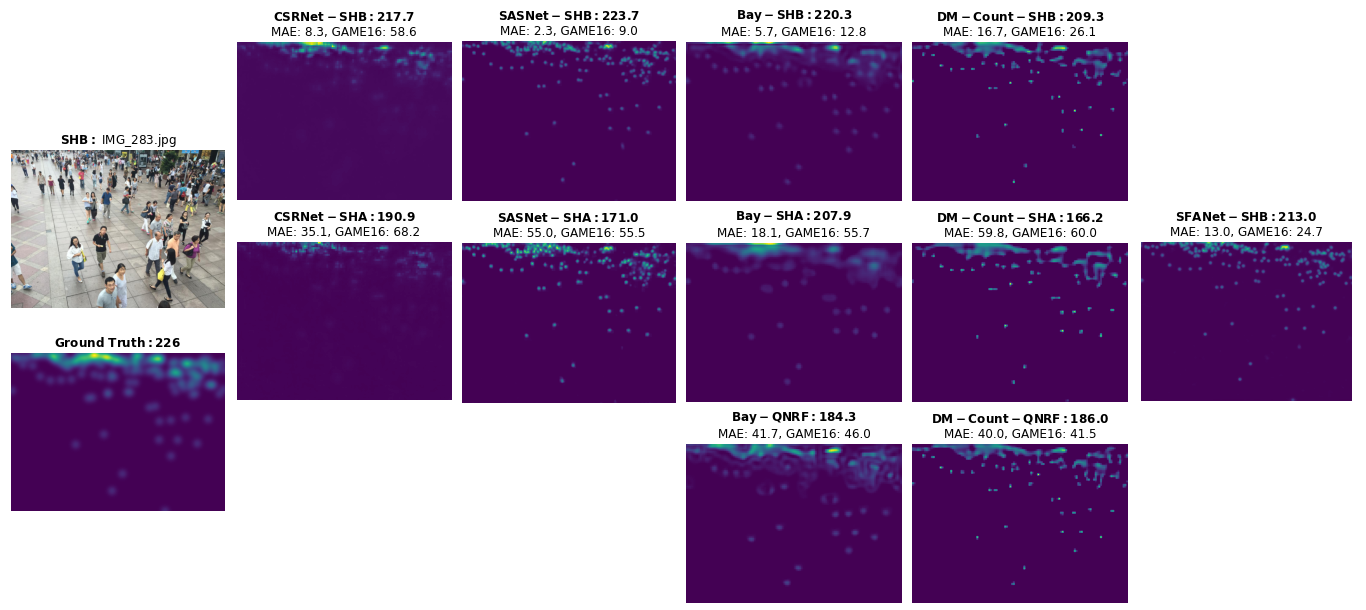 CSRNet−SHB: 217.7
MAE: 8.3, GAME16: 58.6
SASNet−SHB: 223.7
MAE: 2.3, GAME16: 9.0
Bay−SHB: 220.3
MAE: 5.7, GAME16: 12.8
DM−Count−SHB: 209.3
MAE: 16.7, GAME16: 26.1
SHB: IMG_283.jpg
CSRNet−SHA: 190.9
MAE: 35.1, GAME16: 68.2
SASNet−SHA: 171.0
MAE: 55.0, GAME16: 55.5
Bay−SHA: 207.9
MAE: 18.1, GAME16: 55.7
DM−Count−SHA: 166.2
MAE: 59.8, GAME16: 60.0
SFANet−SHB: 213.0
MAE: 13.0, GAME16: 24.7
Ground Truth: 226
Bay−QNRF: 184.3
MAE: 41.7, GAME16: 46.0
DM−Count−QNRF: 186.0
MAE: 40.0, GAME16: 41.5